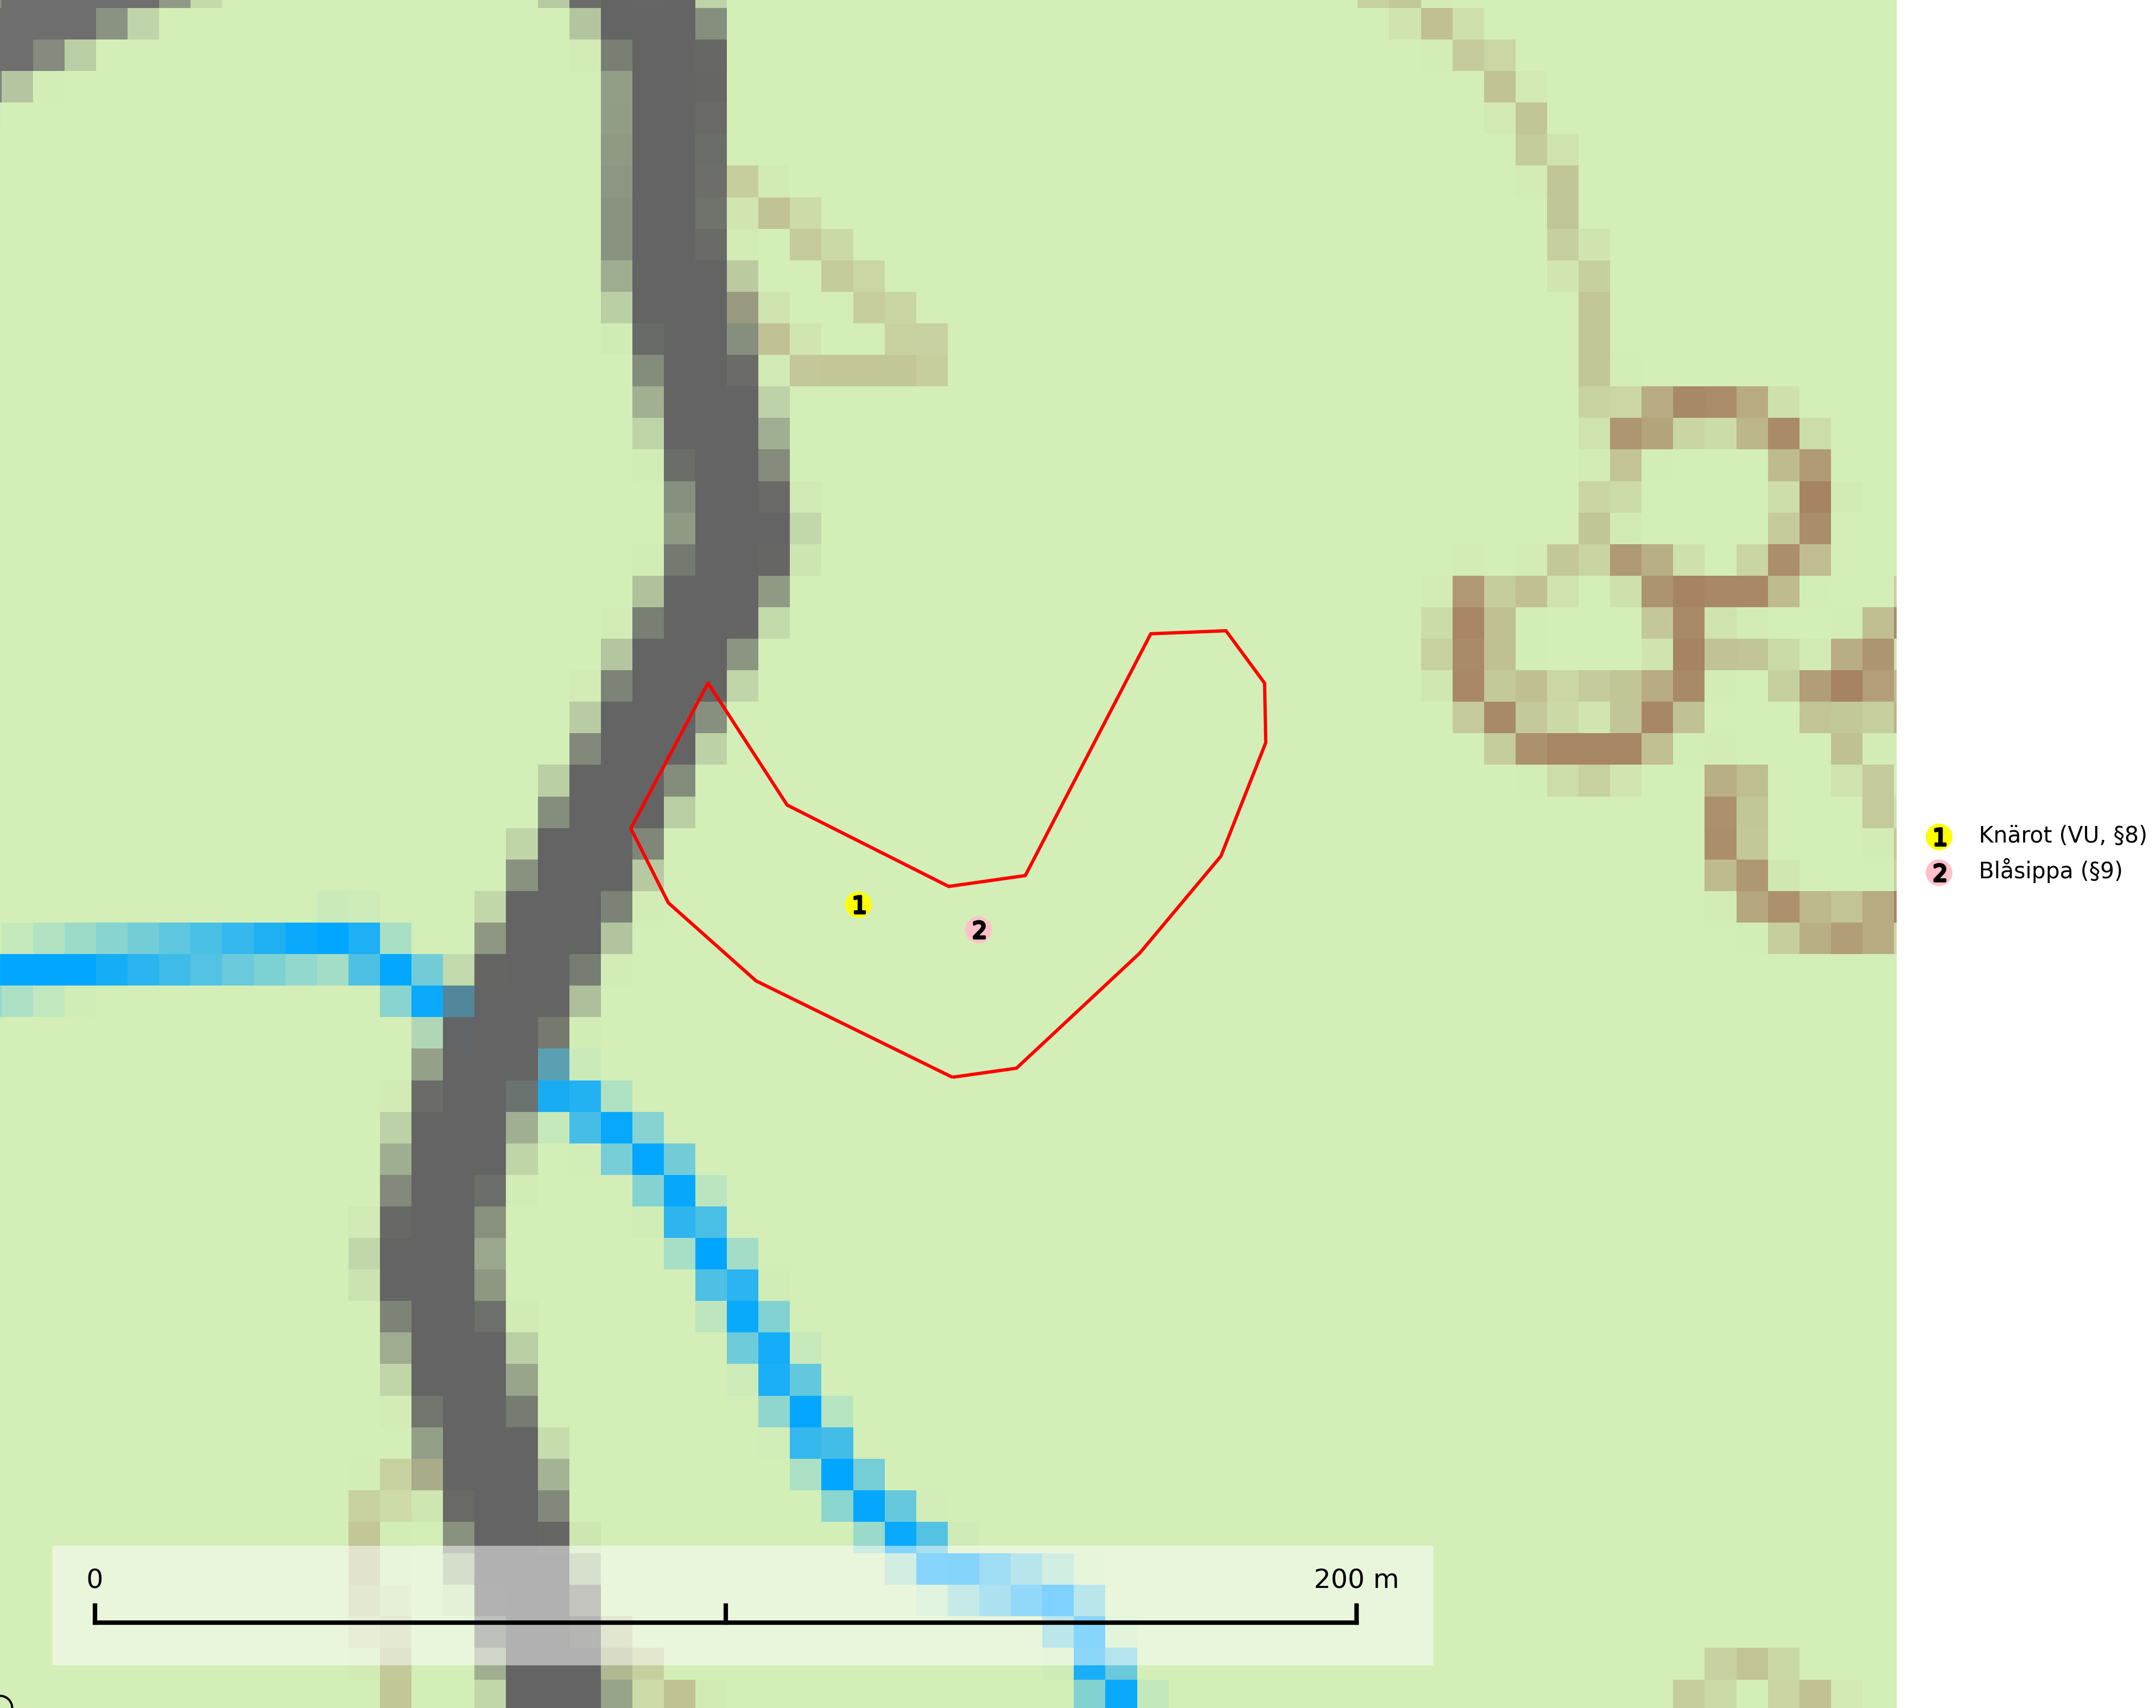 1
2
1 Knärot (VU, §8)
2 Blåsippa (§9)
0 200 m